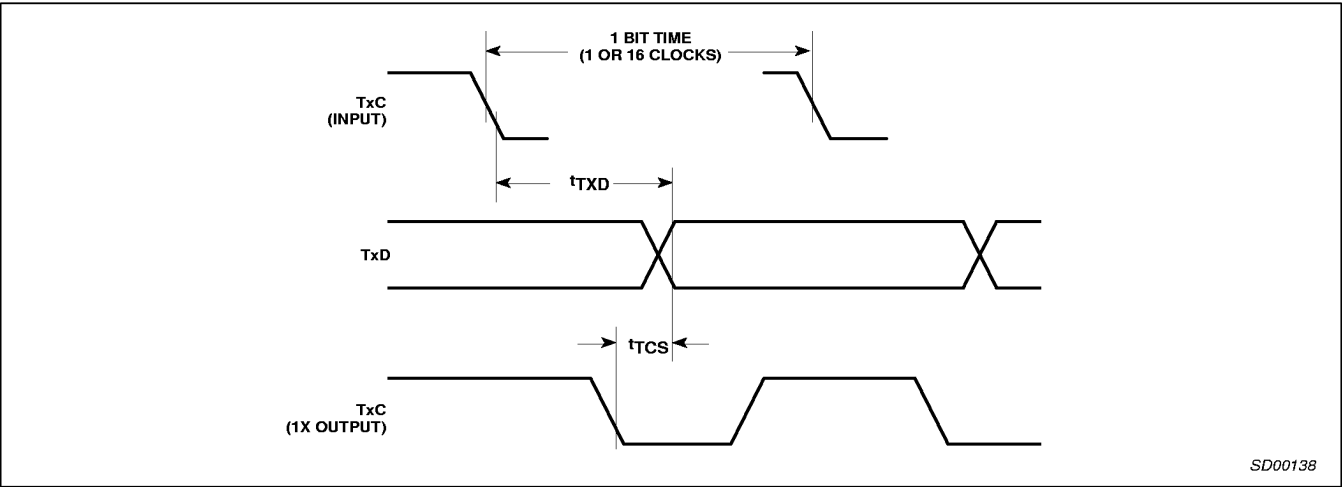 1 BIT TIME
(1 OR 16 CLOCKS)
TxC
(INPUT)
tTXD
TxD
tTCS
TxC
(1X OUTPUT)
SD00138